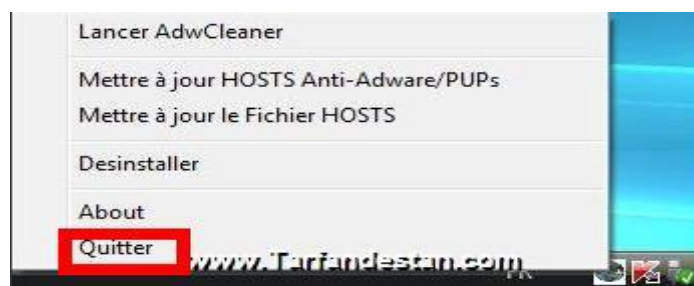 Lancer AdwCleaner
Mettre à jour HOSTS Anti-Adware/PUPs
Mettre à jour le Fichier HOSTS
Desinstaller
About
Quitter
www.Tarfandestan.com
FR